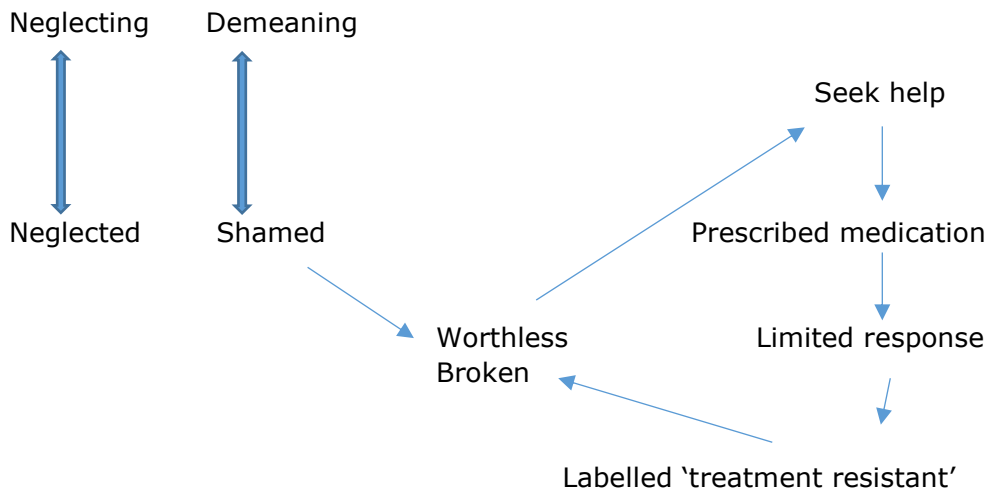 Neglecting
Demeaning
Seek help
Neglected
Shamed
Prescribed medication
Worthless
Broken
Limited response
Labelled ‘treatment resistant’